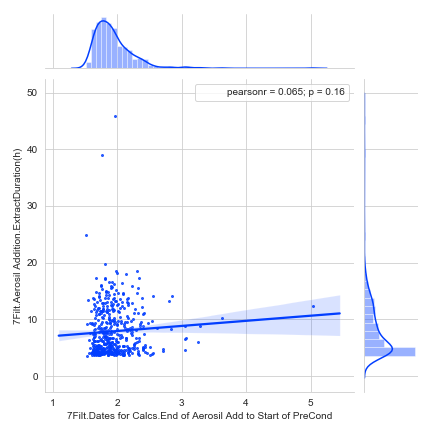 pearsonr = 0.065; p = 0.16
50
40
30
20
10
0
7Filt.Aerosil Addition.ExtractDuration(h)
1 2 3 4 5
7Filt.Dates for Calcs.End of Aerosil Add to Start of PreCond